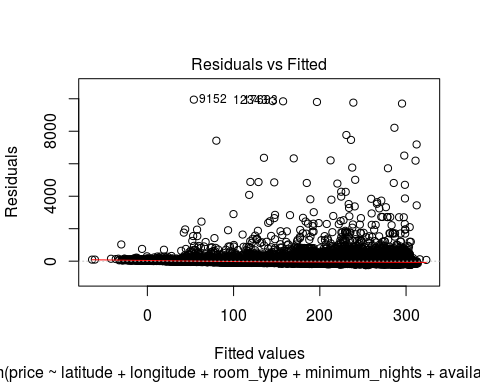 Residuals vs Fitted
9152
8000
4000
0
Residuals
0 100 200 300
Fitted values
m(price ~ latitude + longitude + room_type + minimum_nights + availa